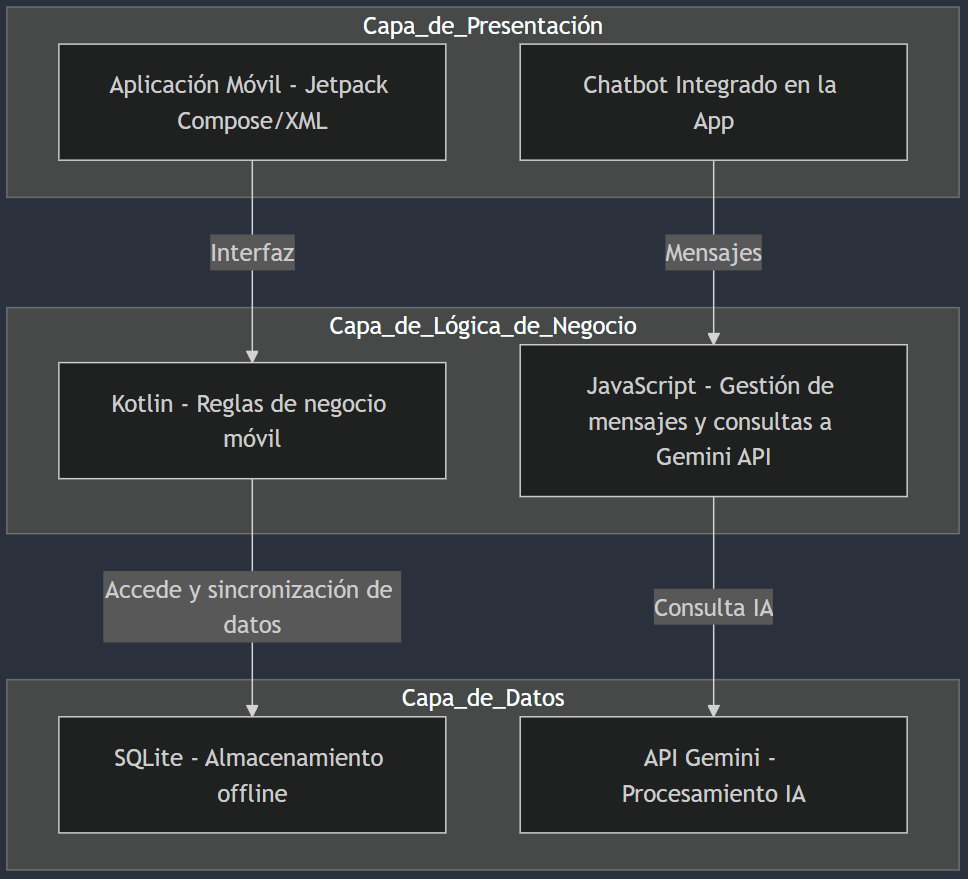 Capa_de_Presentación
Aplicación Móvil - Jetpack
Compose/XML
Chatbot Integrado en la
App
Interfaz
Mensajes
Capa_de_Lógica_de_Negocio
Kotlin - Reglas de negocio
móvil
JavaScript - Gestión de
mensajes y consultas a
Gemini API
Accede y sincronización de
datos
Consulta IA
Capa_de_Datos
SQLite - Almacenamiento
offline
API Gemini -
Procesamiento IA